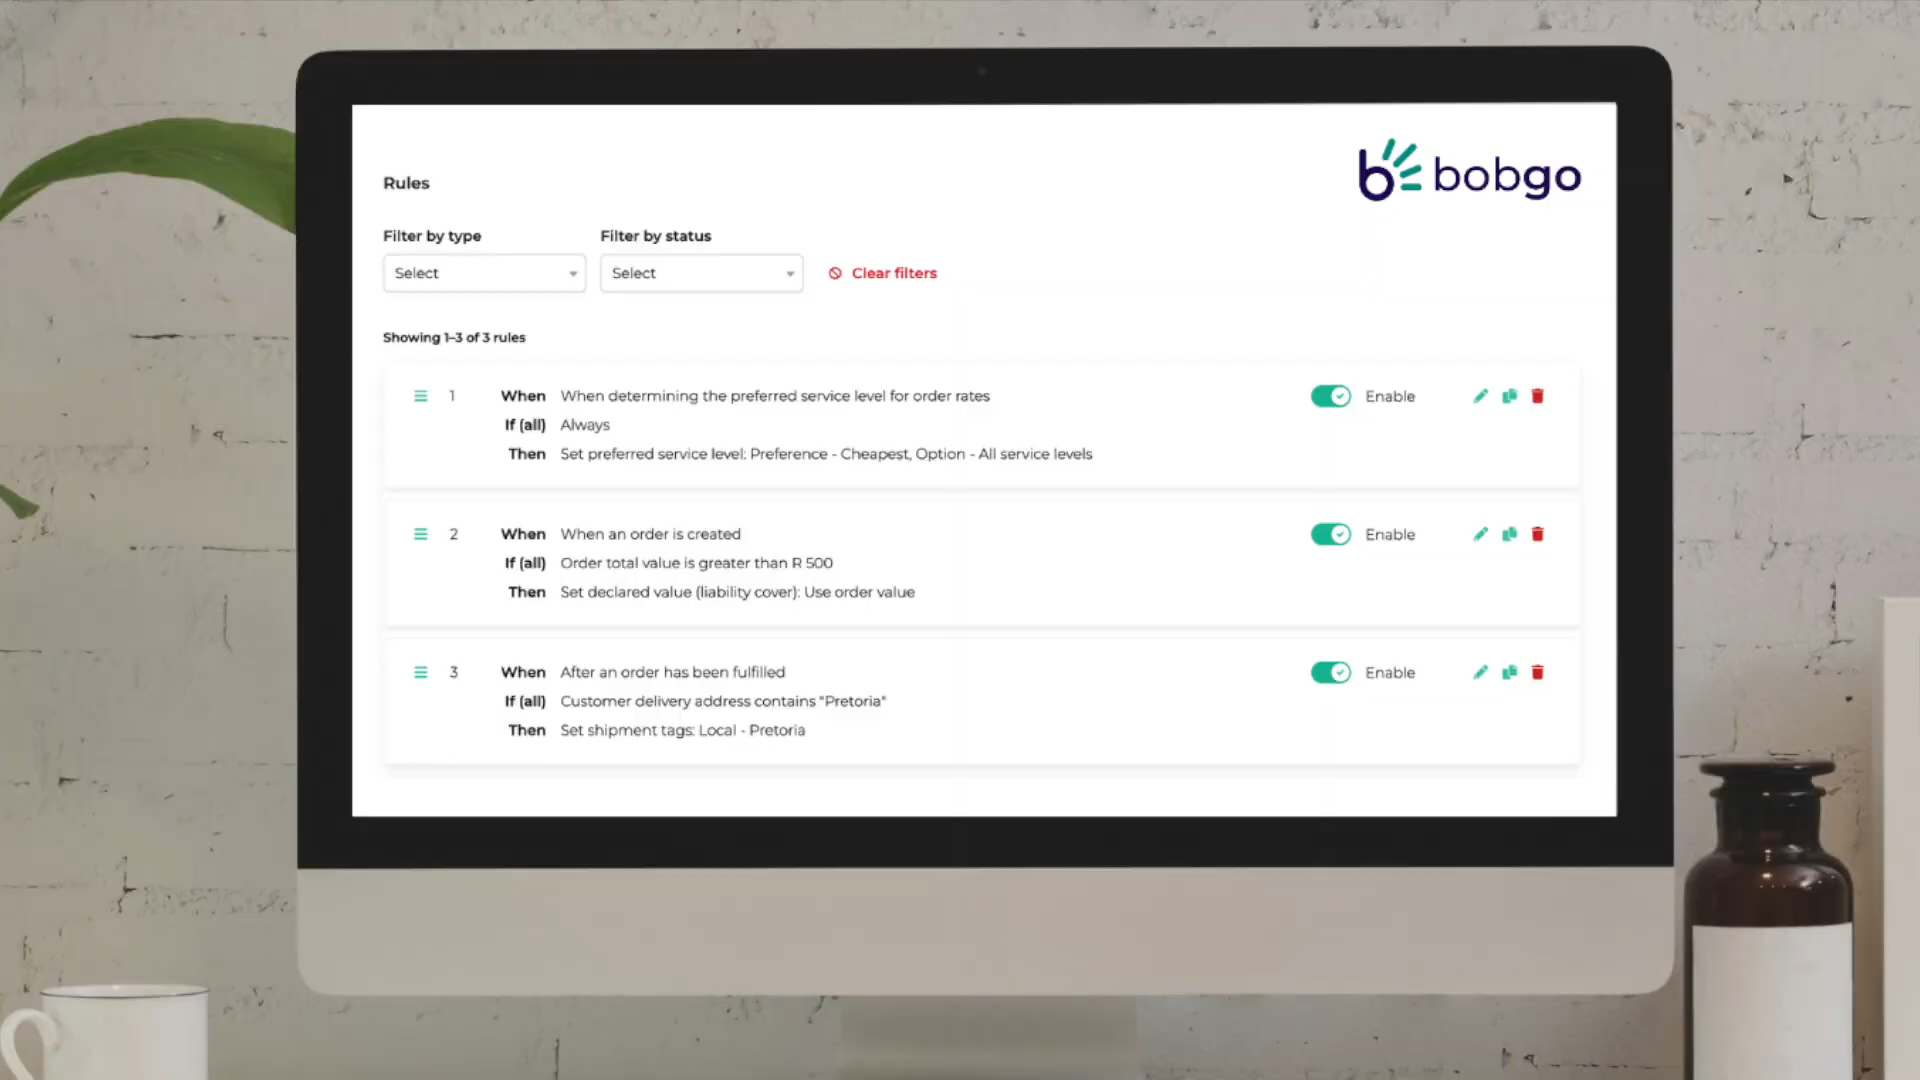 bobgo
Rules
Filter by type Filter by status
Select Select Clear filters
Showing 1–3 of 3 rules
1 When When determining the preferred service level for order rates Enable
If (all) Always
Then Set preferred service level: Preference - Cheapest, Option - All service levels
2 When When an order is created Enable
If (all) Order total value is greater than R 500
Then Set declared value (liability cover): Use order value
3 When After an order has been fulfilled Enable
If (all) Customer delivery address contains "Pretoria"
Then Set shipment tags: Local - Pretoria